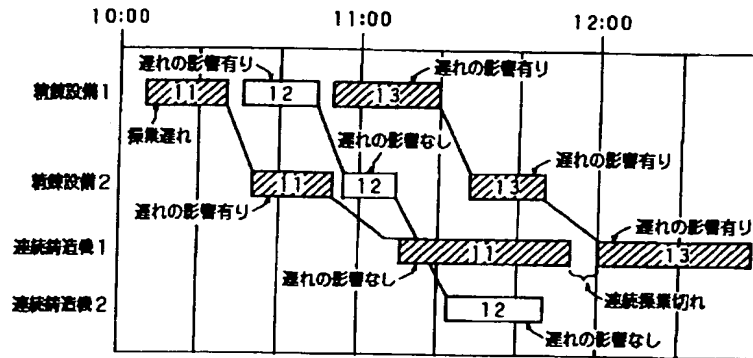 10:00 11:00 12:00
遅れの影響有り 遅れの影響有り
精錬設備1 11 12 13
操業遅れ 遅れの影響なし
遅れの影響有り
精錬設備2 11 12 13
遅れの影響有り 遅れの影響有り
連続鋳造機1 11 13
遅れの影響なし 連続操業切れ
連続鋳造機2 12
遅れの影響なし